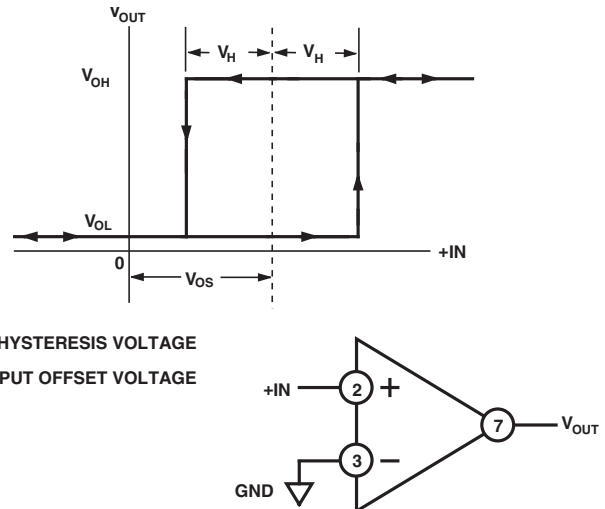 vOUT
VH VH
VOH
VOL
+IN
0
VOS
HYSTERESIS VOLTAGE
PUT OFFSET VOLTAGE
+IN 2 +
7 VOUT
3 −
GND